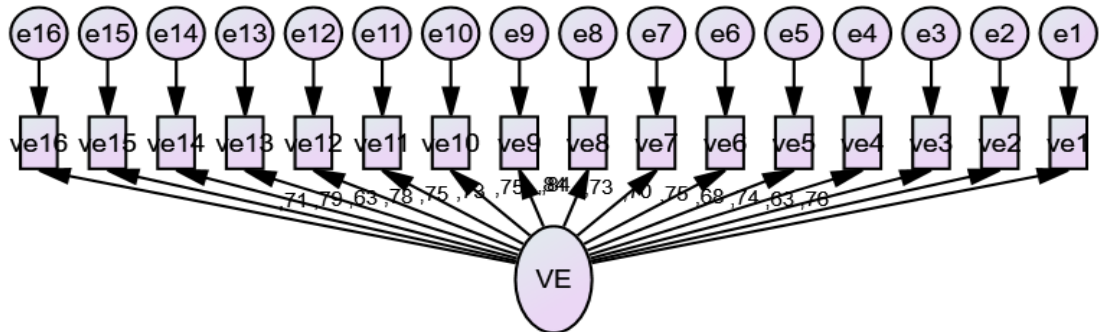 e16 e15 e14 e13 e12 e11 e10 e9 e8 e7 e6 e5 e4 e3 e2 e1
ve16 ve15 ve14 ve13 ve12 ve11 ve10 ve9 ve8 ve7 ve6 ve5 ve4 ve3 ve2 ve1
,71 ,79 ,63 ,78 ,75 ,75 ,84 ,73 ,70 ,75 ,68 ,74 ,63
VE